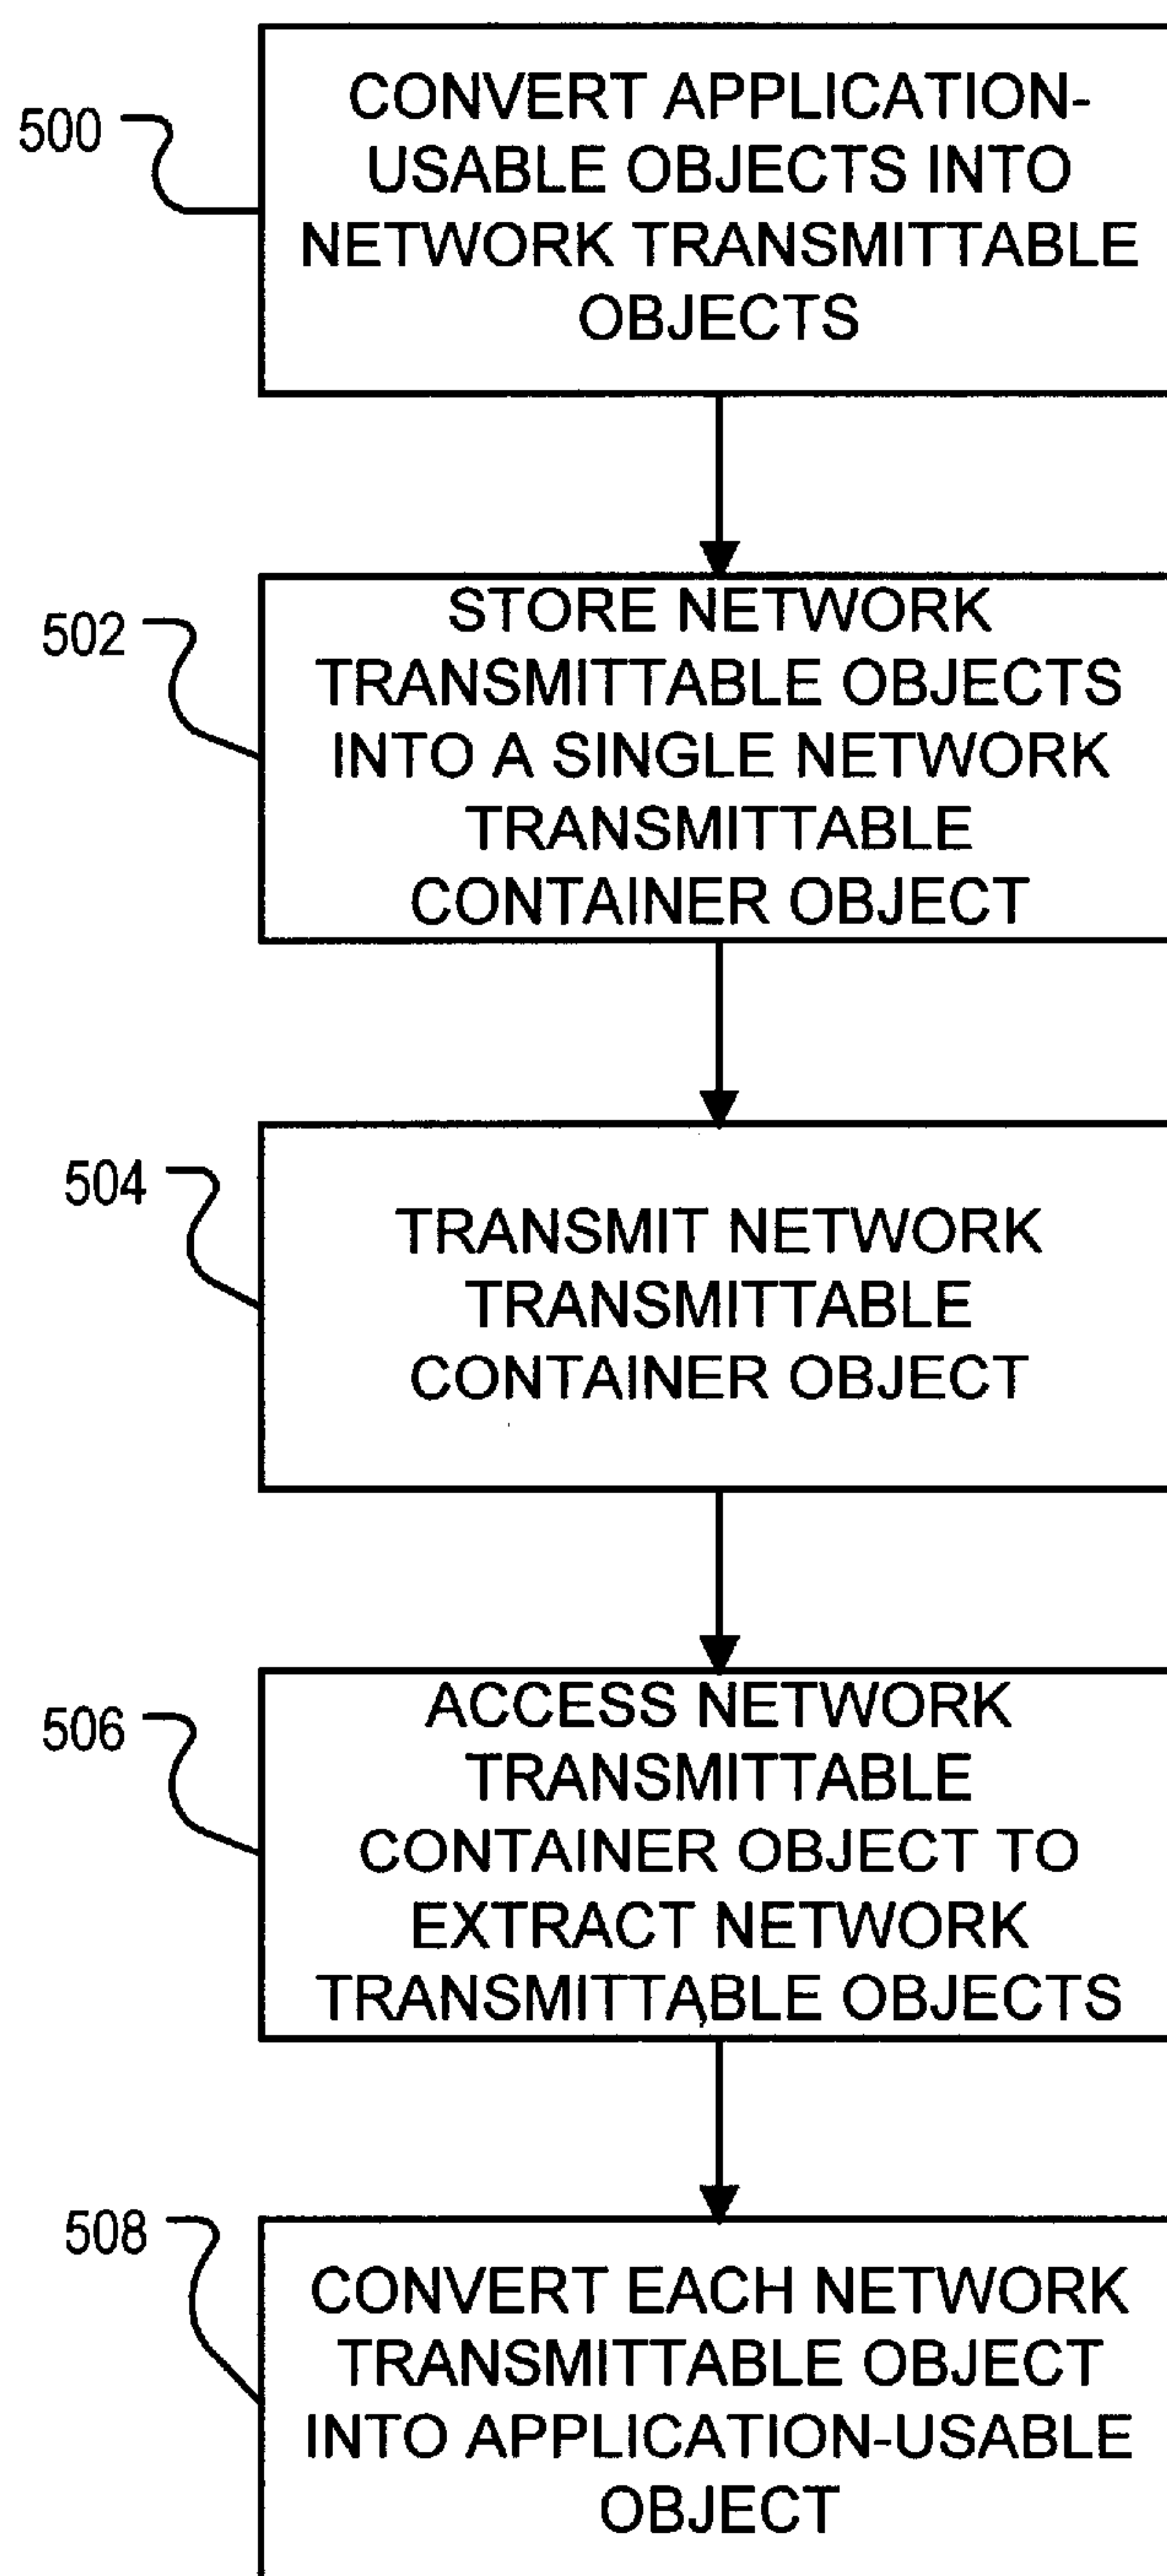 500
CONVERT APPLICATION-
USABLE OBJECTS INTO
NETWORK TRANSMITTABLE
OBJECTS
502
STORE NETWORK
TRANSMITTABLE OBJECTS
INTO A SINGLE NETWORK
TRANSMITTABLE
CONTAINER OBJECT
504
TRANSMIT NETWORK
TRANSMITTABLE
CONTAINER OBJECT
506
ACCESS NETWORK
TRANSMITTABLE
CONTAINER OBJECT TO
EXTRACT NETWORK
TRANSMITTABLE OBJECTS
508
CONVERT EACH NETWORK
TRANSMITTABLE OBJECT
INTO APPLICATION-USABLE
OBJECT